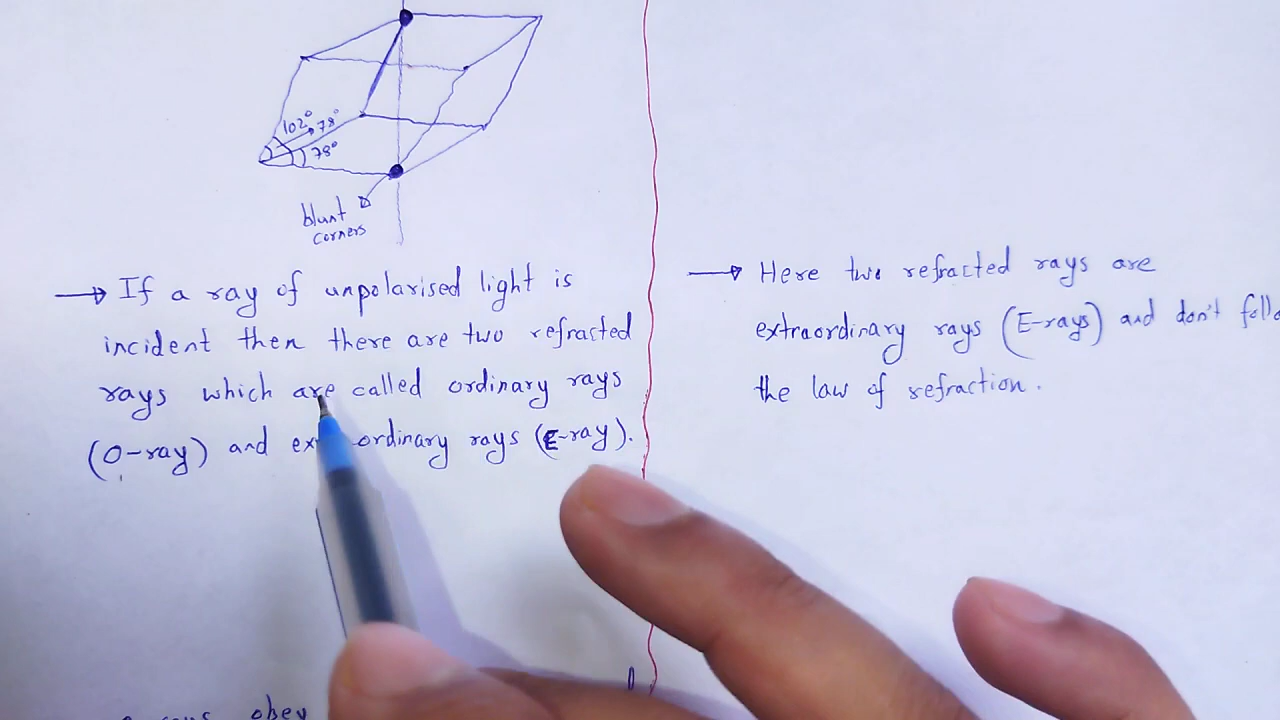 102° 78°
78°
blunt
corners
→ If a ray of unpolarised light is
incident then there are two refracted
rays which are called ordinary rays
(O-ray) and ordinary rays (E-ray).
→ Here two refracted rays are
extraordinary rays (E-rays) and don't
the law of refraction.
obey